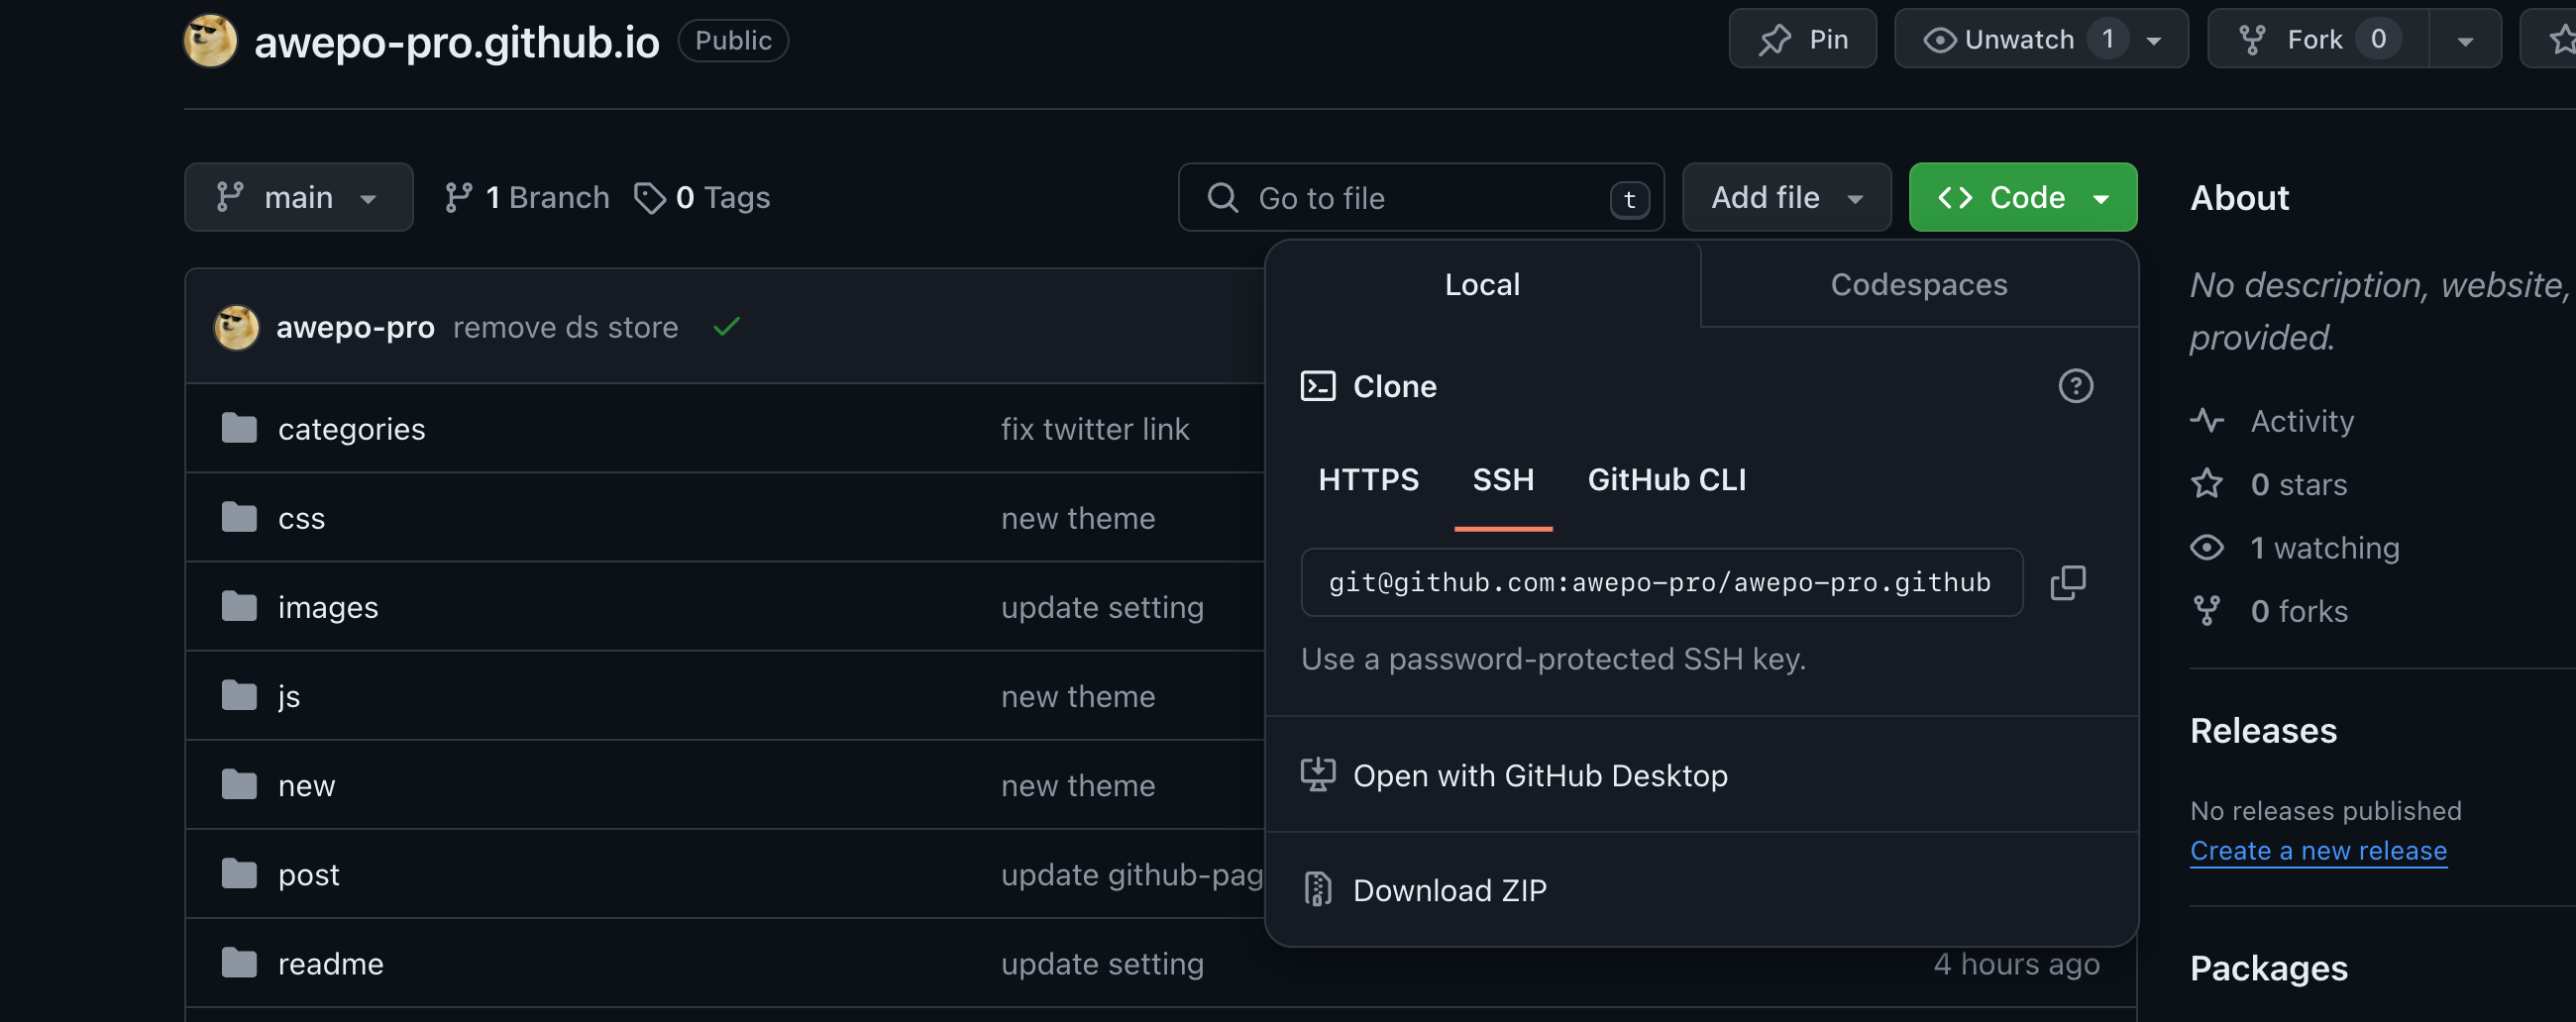 awepo-pro.github.io Public Pin Unwatch 1 Fork 0
main 1 Branch 0 Tags Go to file t Add file Code
About
Local Codespaces
No description, website,
provided.
awepo-pro remove ds store
Clone
categories fix twitter link
Activity
HTTPS SSH GitHub CLI
0 stars
css new theme
1 watching
git@github.com:awepo-pro/awepo-pro.github
images update setting
0 forks
Use a password-protected SSH key.
js new theme
Releases
Open with GitHub Desktop
new new theme
No releases published
Create a new release
post update github-pag
Download ZIP
readme update setting 4 hours ago
Packages